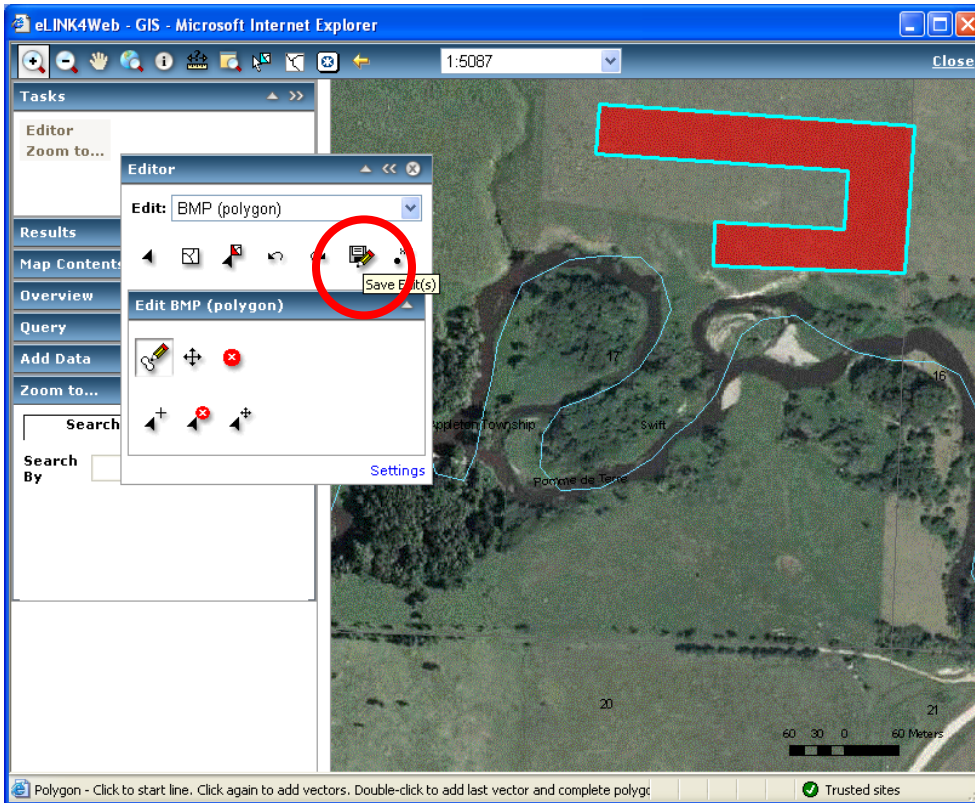 eLINK4Web - GIS - Microsoft Internet Explorer
1:5087
Close
Tasks
Editor
Zoom to...
Editor
Edit: BMP (polygon)
Save Edit(s)
Results
Map Contents
Overview
Query
Add Data
Zoom to...
Edit BMP (polygon)
Settings
Search
Search
By
17
16
Appleton Township
Swift
Pomme de Terre
20
21
60 30 0 60 Meters
Polygon - Click to start line. Click again to add vectors. Double-click to add last vector and complete polygo
Trusted sites